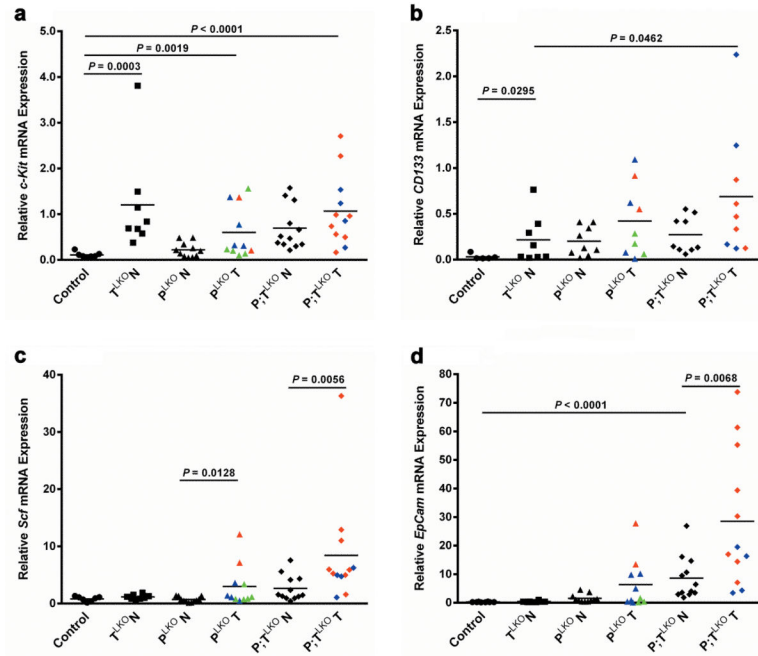 a
P < 0.0001
P = 0.0019
P = 0.0003
Relative c-Kit mRNA Expression
5.0
4.0
3.0
2.0
1.0
0.0
Control
T^LKO N
P^LKO N
P^LKO T
P;T^LKO N
P;T^LKO T
b
P = 0.0462
P = 0.0295
Relative CD133 mRNA Expression
2.5
2.0
1.5
1.0
0.5
0.0
Control
T^LKO N
P^LKO N
P^LKO T
P;T^LKO N
P;T^LKO T
c
P = 0.0056
P = 0.0128
Relative Scf mRNA Expression
40
30
20
10
0
Control
T^LKO N
P^LKO N
P^LKO T
P;T^LKO N
P;T^LKO T
d
P = 0.0068
P < 0.0001
Relative EpCam mRNA Expression
80
70
60
50
40
30
20
10
0
Control
T^LKO N
P^LKO N
P^LKO T
P;T^LKO N
P;T^LKO T